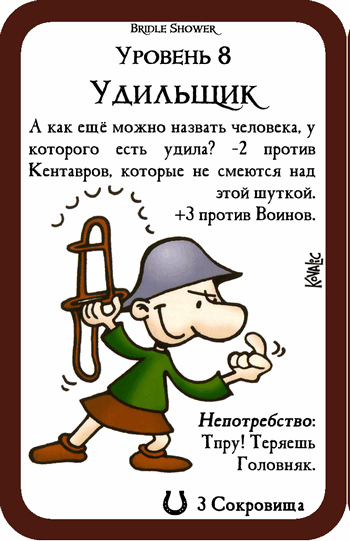 Bridle Shower
Уровень 8
Удильщик
А как ещё можно назвать человека, у
которого есть удила? -2 против
Кентавров, которые не смеются над
этой шуткой.
+3 против Воинов.
Kovalic
Непотребство:
Тпру! Теряешь
Головняк.
3 Сокровища